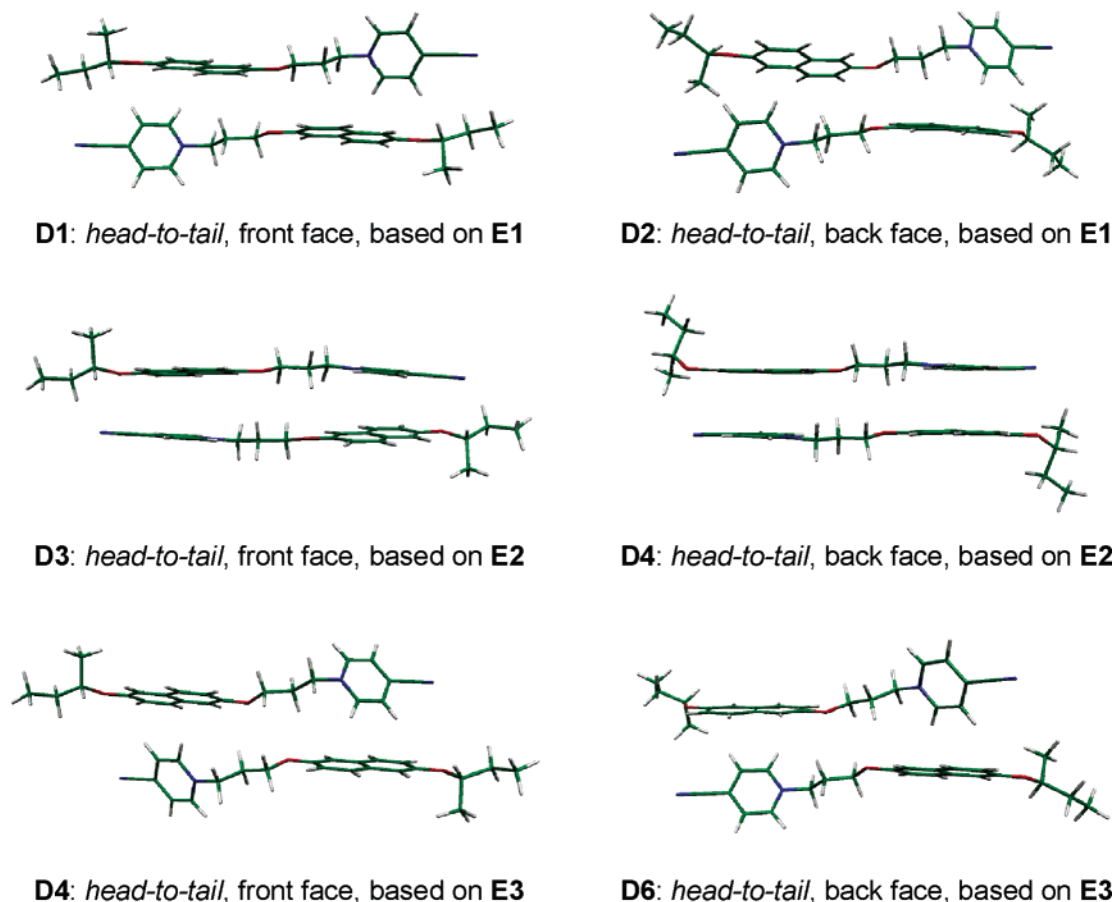 D1: head-to-tail, front face, based on E1
D2: head-to-tail, back face, based on E1
D3: head-to-tail, front face, based on E2
D4: head-to-tail, back face, based on E2
D4: head-to-tail, front face, based on E3
D6: head-to-tail, back face, based on E3